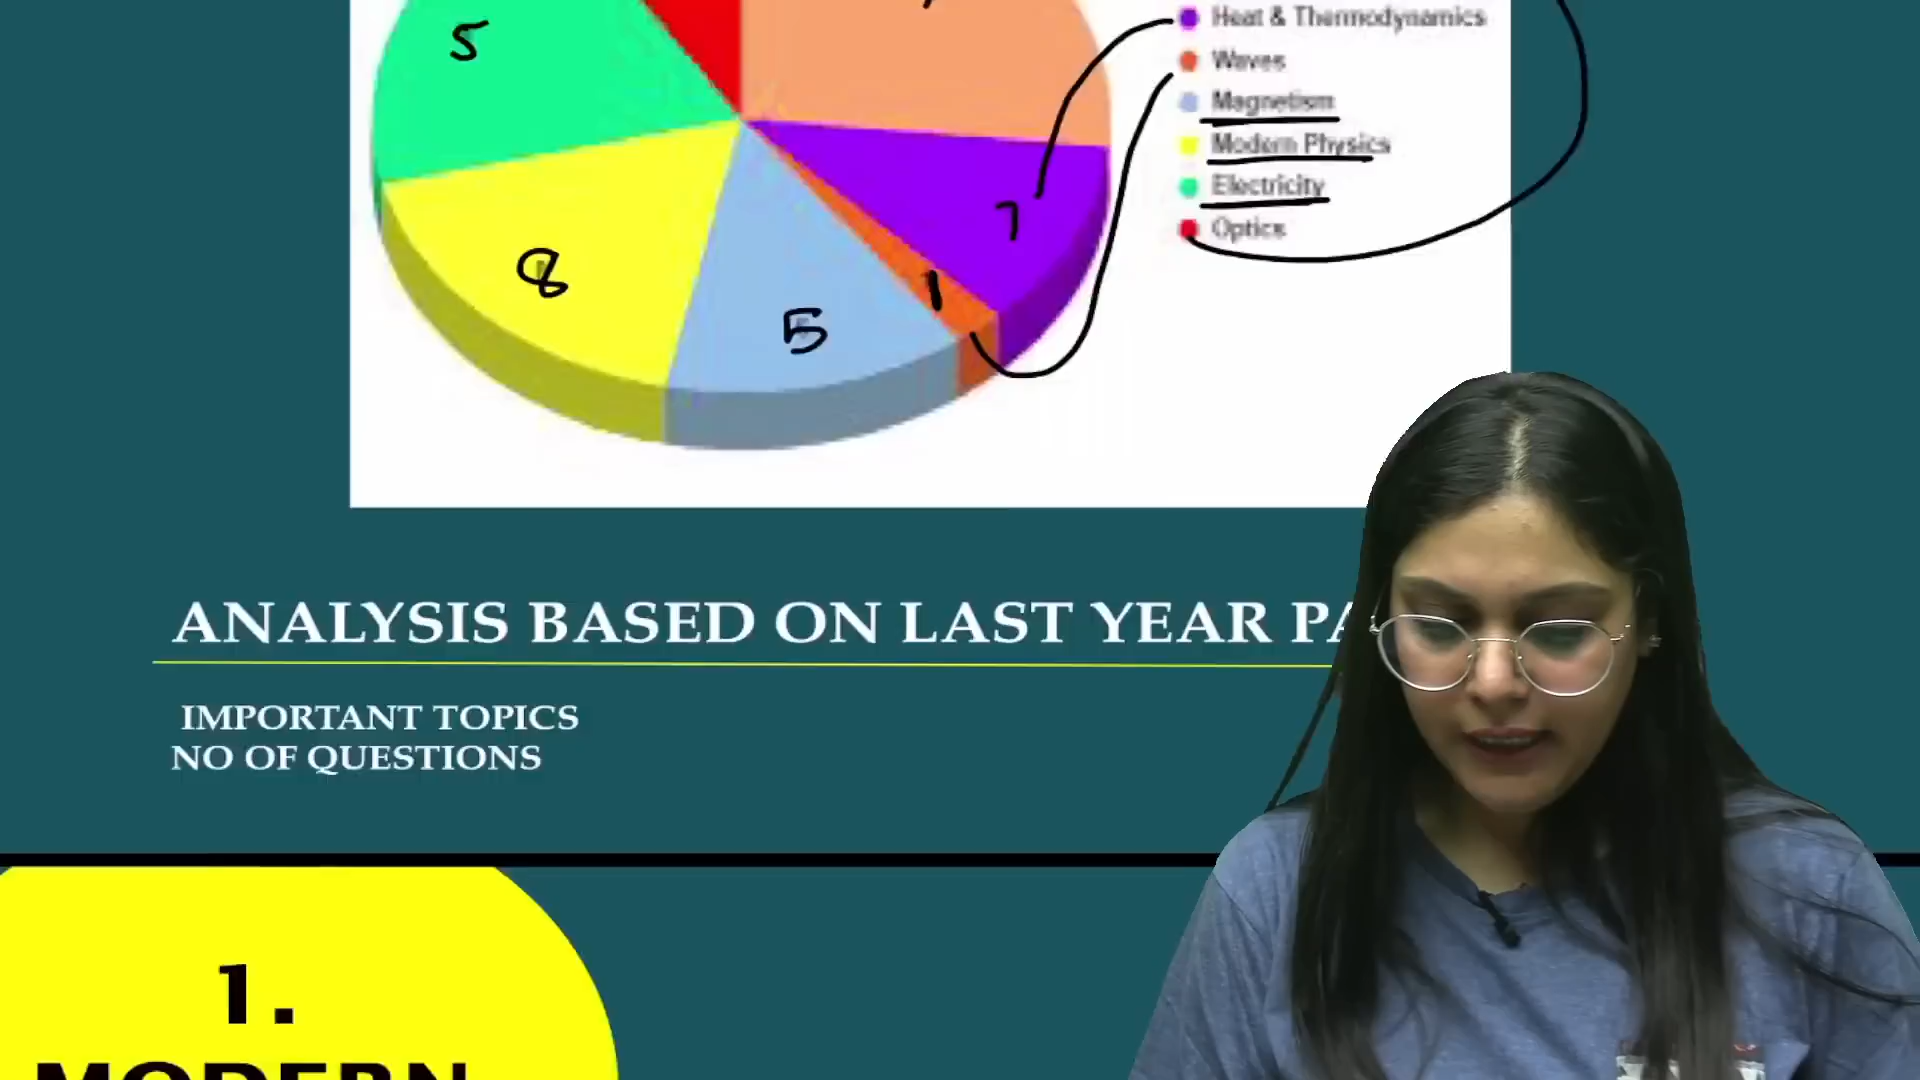 5
Heat & Thermodynamics
Waves
Magnetism
Modern Physics
Electricity
Optics
7
1
8
5
ANALYSIS BASED ON LAST YEAR
IMPORTANT TOPICS
NO OF QUESTIONS
1.
MODERN